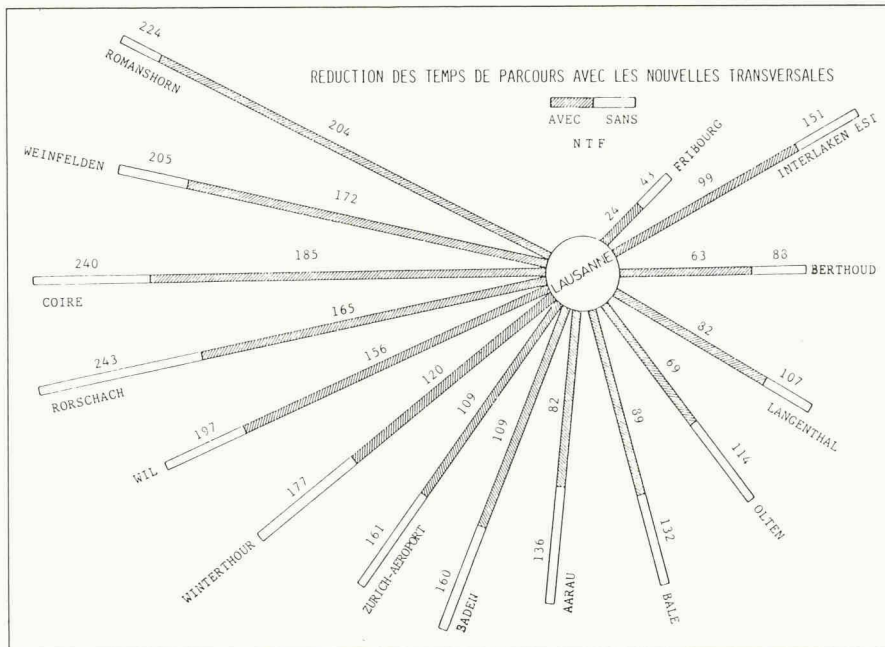 REDUCTION DES TEMPS DE PARCOURS AVEC LES NOUVELLES TRANSVERSALES
AVEC SANS
NTF
LAUSANNE
224
ROMANSHORN
204
WEINFELDEN
205
172
240
COIRE
185
243
RORSCHACH
165
197
WIL
156
177
WINTERTHOUR
120
161
ZURICH-AEROPORT
109
160
BADEN
109
136
AARAU
82
132
BALE
89
114
OLTEN
69
107
LANGENTHAL
82
88
BERTHOUD
63
151
INTERLAKEN EST
99
FRIBOURG
24